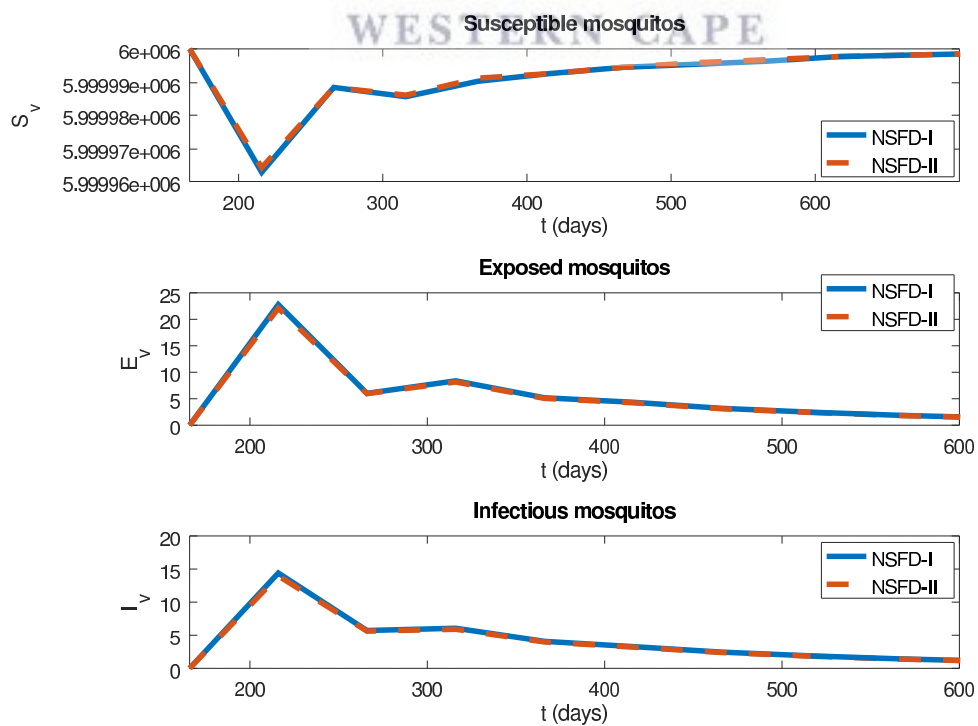 WESTERN CAPE
Susceptible mosquitos
6e+006
5.99999e+006
5.99998e+006
5.99997e+006
5.99996e+006
S_v
NSFD-I
NSFD-II
200 300 400 500 600
t (days)
Exposed mosquitos
25
20
15
10
5
0
E_v
NSFD-I
NSFD-II
200 300 400 500 600
t (days)
Infectious mosquitos
20
15
10
5
0
I_v
NSFD-I
NSFD-II
200 300 400 500 600
t (days)